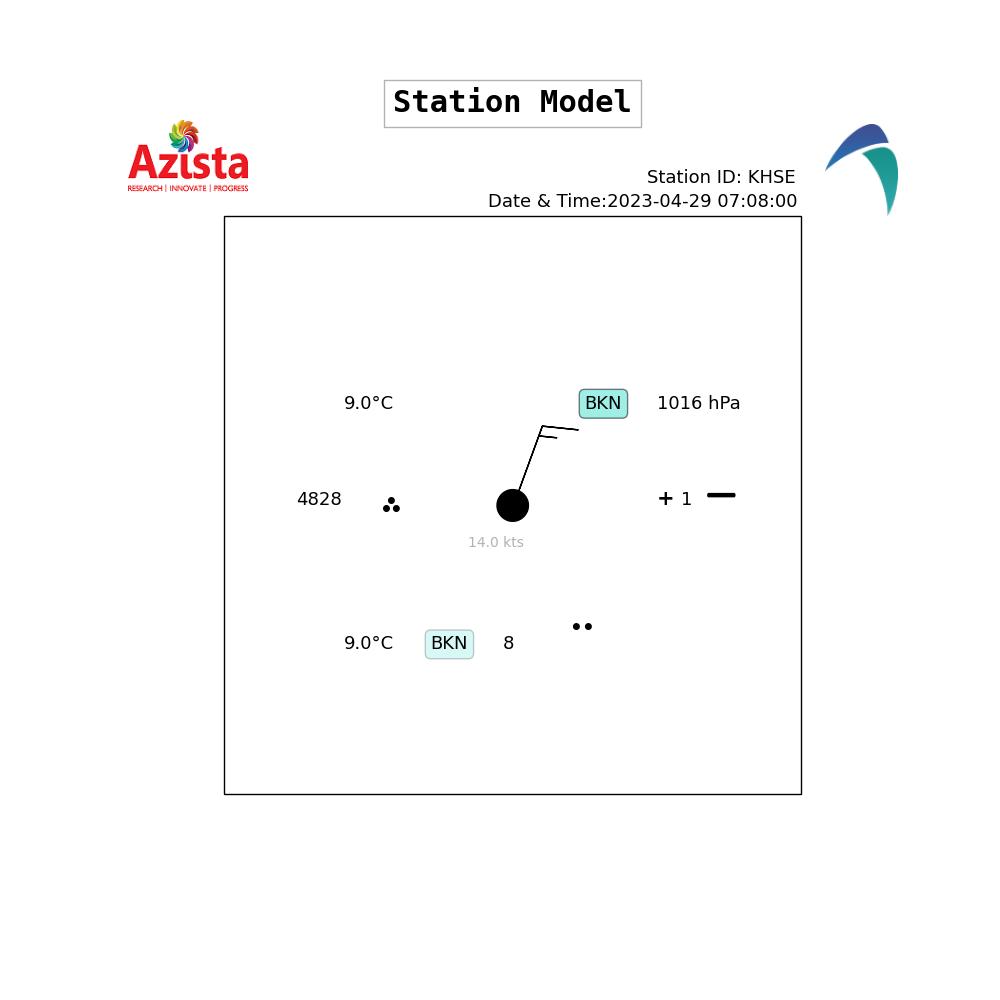 Station Model
Azista
RESEARCH | INNOVATE | PROGRESS
Station ID: KHSE
Date & Time:2023-04-29 07:08:00
9.0°C BKN 1016 hPa
4828 + 1
14.0 kts
9.0°C BKN 8